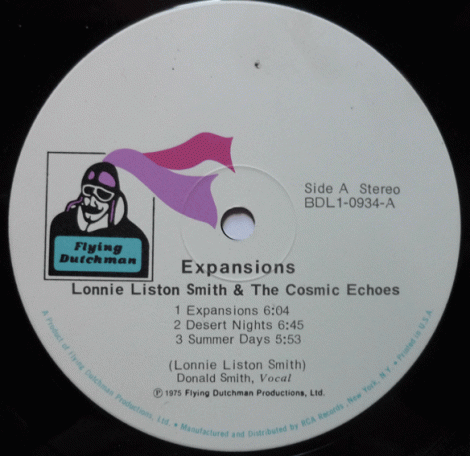 Side A Stereo
BDL1-0934-A
Flying
Dutchman
Expansions
Lonnie Liston Smith & The Cosmic Echoes
1 Expansions 6:04
2 Desert Nights 6:45
3 Summer Days 5:53
(Lonnie Liston Smith)
Donald Smith, Vocal
℗ 1975 Flying Dutchman Productions, Ltd.
A Product of Flying Dutchman Productions, Ltd. • Manufactured and Distributed by RCA Records, New York, N.Y. • Printed in U.S.A.